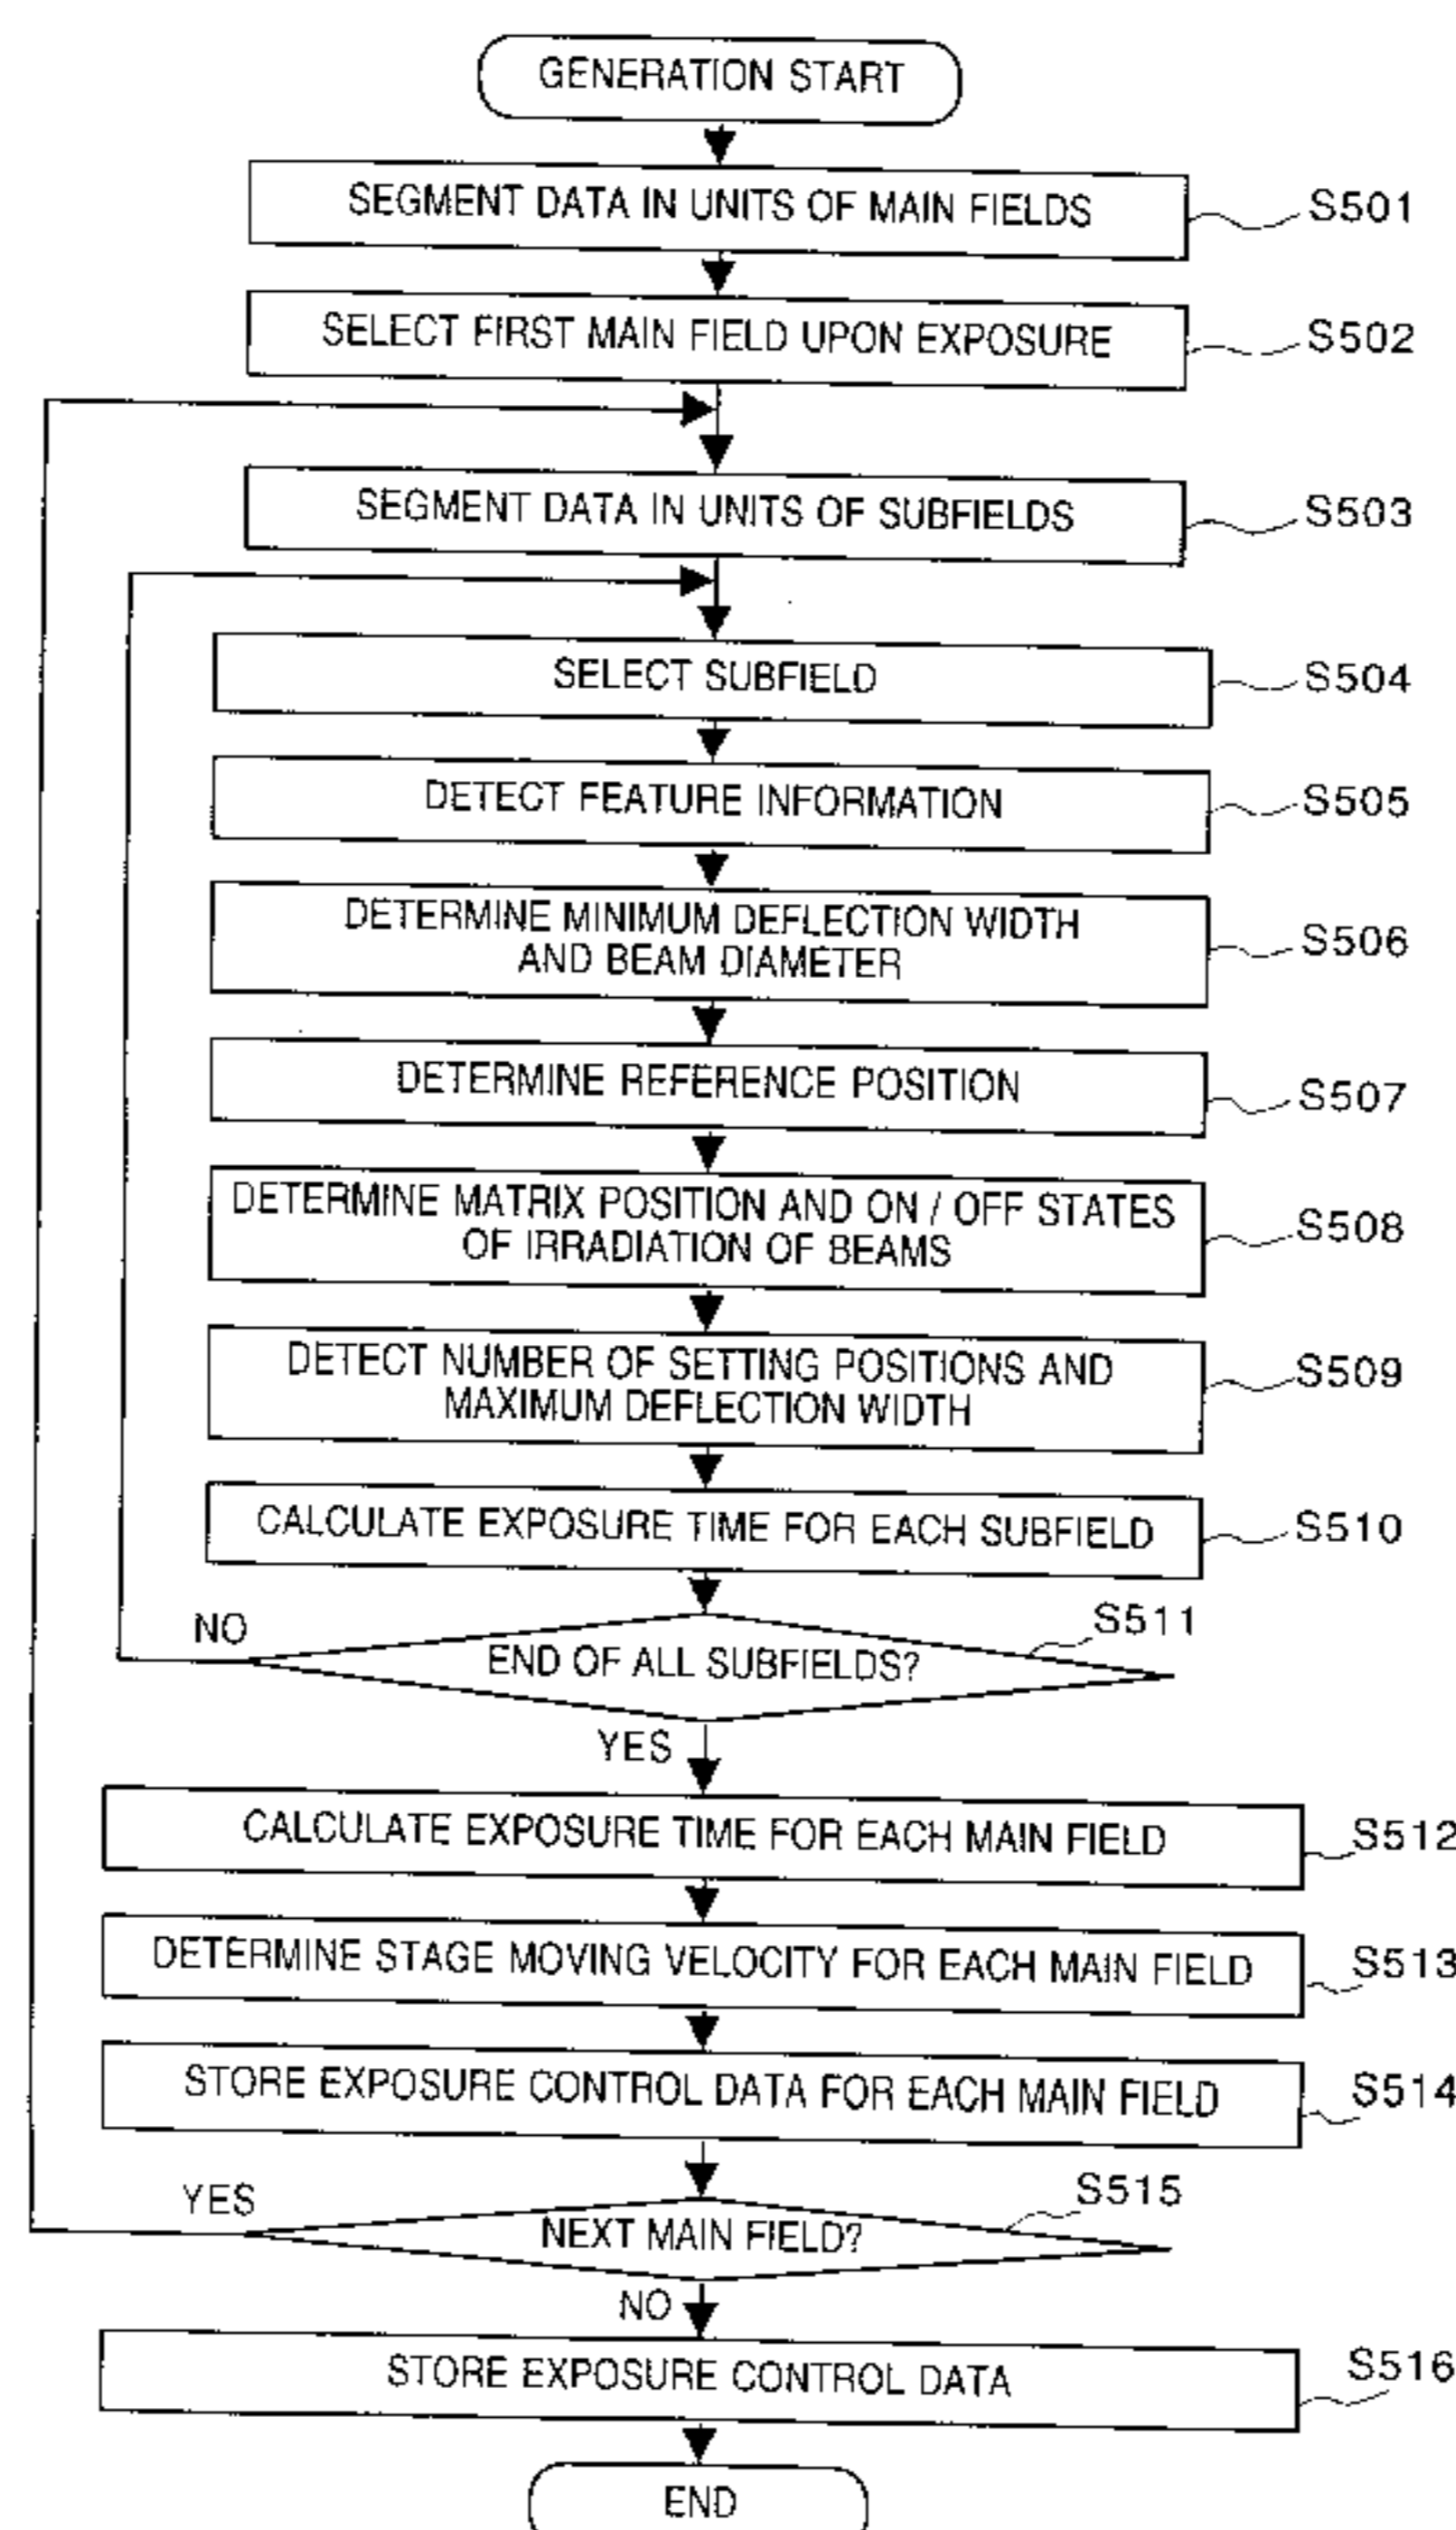 GENERATION START
SEGMENT DATA IN UNITS OF MAIN FIELDS
S501
SELECT FIRST MAIN FIELD UPON EXPOSURE
S502
SEGMENT DATA IN UNITS OF SUBFIELDS
S503
SELECT SUBFIELD
S504
DETECT FEATURE INFORMATION
S505
DETERMINE MINIMUM DEFLECTION WIDTH
AND BEAM DIAMETER
S506
DETERMINE REFERENCE POSITION
S507
DETERMINE MATRIX POSITION AND ON / OFF STATES
OF IRRADIATION OF BEAMS
S508
DETECT NUMBER OF SETTING POSITIONS AND
MAXIMUM DEFLECTION WIDTH
S509
CALCULATE EXPOSURE TIME FOR EACH SUBFIELD
S510
NO
END OF ALL SUBFIELDS?
S511
YES
CALCULATE EXPOSURE TIME FOR EACH MAIN FIELD
S512
DETERMINE STAGE MOVING VELOCITY FOR EACH MAIN FIELD
S513
STORE EXPOSURE CONTROL DATA FOR EACH MAIN FIELD
S514
YES
NEXT MAIN FIELD?
S515
NO
STORE EXPOSURE CONTROL DATA
S516
END